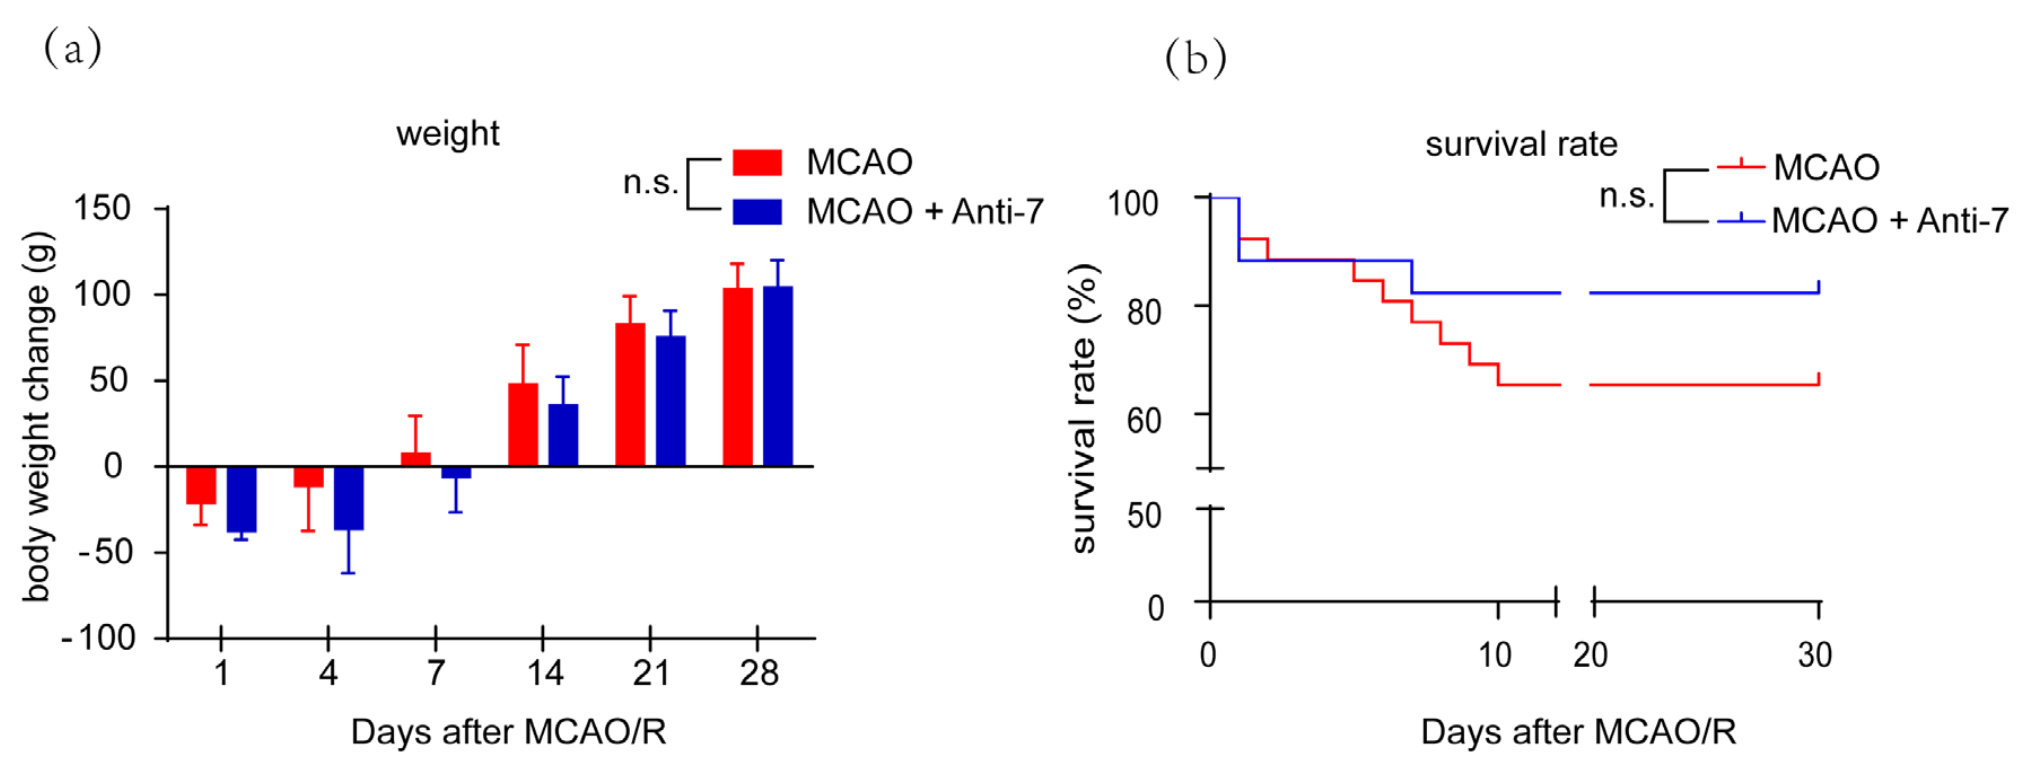 (a)
weight
n.s.
MCAO
MCAO + Anti-7
150
100
50
0
-50
-100
body weight change (g)
1 4 7 14 21 28
Days after MCAO/R
(b)
survival rate
n.s.
MCAO
MCAO + Anti-7
100
80
60
50
0
survival rate (%)
0 10 20 30
Days after MCAO/R